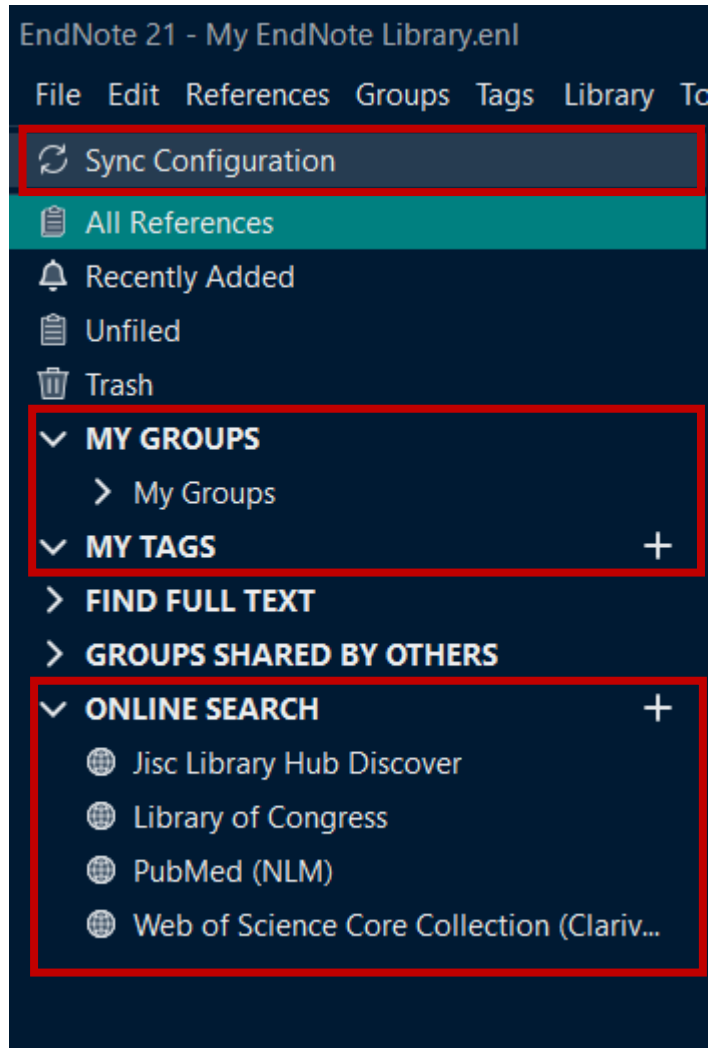 EndNote 21 - My EndNote Library.enl
File Edit References Groups Tags Library To
Sync Configuration
All References
Recently Added
Unfiled
Trash
MY GROUPS
My Groups
MY TAGS +
FIND FULL TEXT
GROUPS SHARED BY OTHERS
ONLINE SEARCH +
Jisc Library Hub Discover
Library of Congress
PubMed (NLM)
Web of Science Core Collection (Clariv...